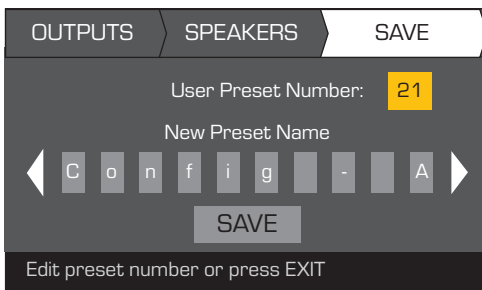 OUTPUTS SPEAKERS SAVE
User Preset Number: 21
New Preset Name
C o n f i g - A
SAVE
Edit preset number or press EXIT